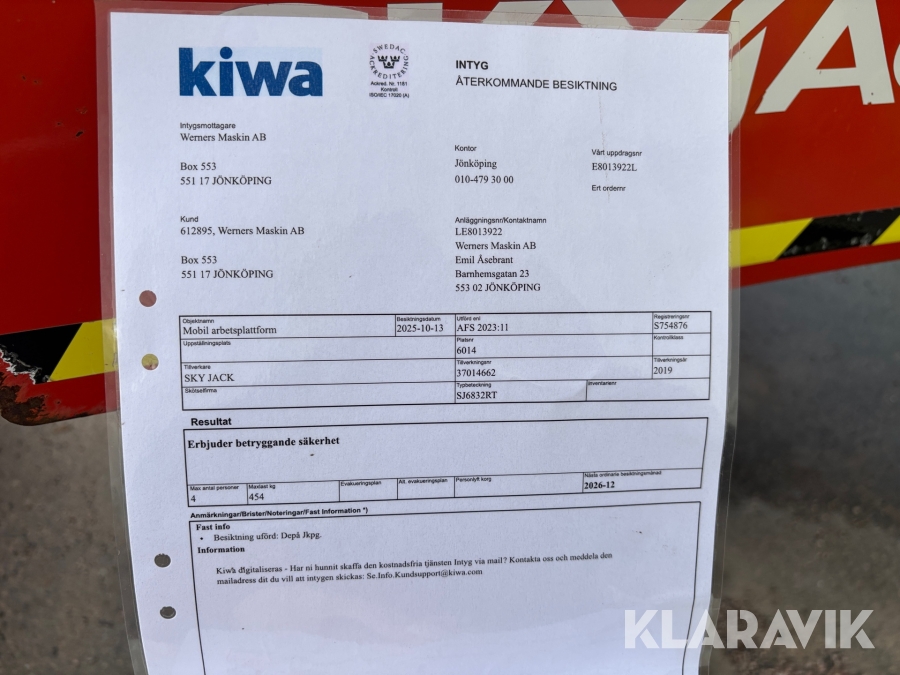 kiwa
SWEDAC ACKREDITERING
Ackred. Nr. 1181
Kontroll
ISO/IEC 17020 (A)
INTYG
ÅTERKOMMANDE BESIKTNING
Intygsmottagare
Werners Maskin AB
Box 553
551 17 JÖNKÖPING
Kontor
Jönköping
010-479 30 00
Vårt uppdragsnr
E8013922L
Ert ordernr
Kund
612895, Werners Maskin AB
Box 553
551 17 JÖNKÖPING
Anläggningsnr/Kontaktnamn
LE8013922
Werners Maskin AB
Emil Åsebrant
Barnhemsgatan 23
553 02 JÖNKÖPING
Objektnamn
Mobil arbetsplattform
Besiktningsdatum
2025-10-13
Utfört enl
AFS 2023:11
Registreringsnr
S754876
Uppställningsplats
Platsnr
6014
Kontrollklass
Tillverkare
SKY JACK
Tillverkningsnr
37014662
Tillverkningsår
2019
Skötselfirma
Typbeteckning
SJ6832RT
Inventarienr
Resultat
Erbjuder betryggande säkerhet
Max antal personer
4
Maxlast kg
454
Evakueringsplan
Alt. evakueringsplan
Personlyft korg
Nästa ordinarie besiktningsmånad
2026-12
Anmärkningar/Brister/Noteringar/Fast Information *)
Fast info
• Besiktning uförd: Depå Jkpg.
Information
Kiwa digitaliseras - Har ni hunnit skaffa den kostnadsfria tjänsten Intyg via mail? Kontakta oss och meddela den
mailadress dit du vill att intygen skickas: Se.Info.Kundsupport@kiwa.com
KLARAVIK